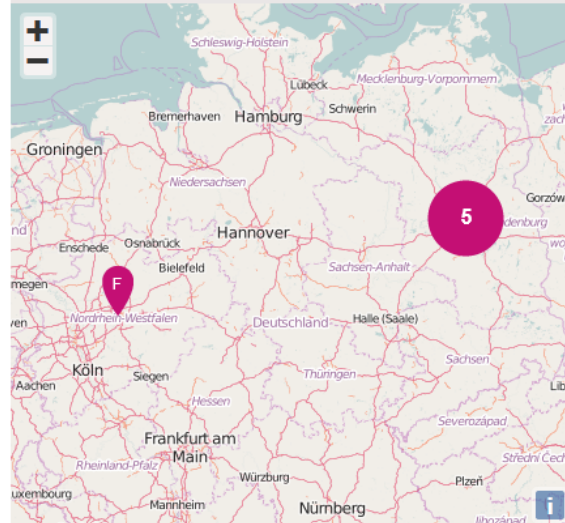 +
−
Schleswig-Holstein
Lübeck
Mecklenburg-Vorpommern
Schwerin
Bremerhaven
Hamburg
Groningen
Niedersachsen
5
Gorzów
Hannover
Enschede
Osnabrück
Bielefeld
Sachsen-Anhalt
F
Nordrhein-Westfalen
Deutschland
Halle (Saale)
Köln
Aachen
Siegen
Thüringen
Sachsen
Hessen
Severozápad
Frankfurt am
Main
Rheinland-Pfalz
Würzburg
Plzeň
Mannheim
Nürnberg
i